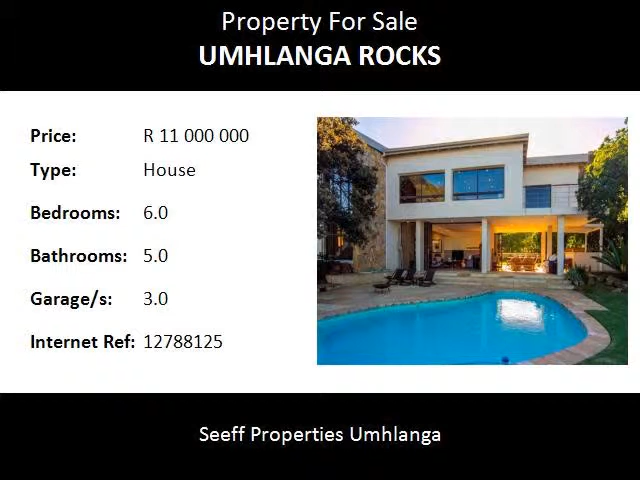 Property For Sale
UMHLANGA ROCKS
Price: R 11 000 000
Type: House
Bedrooms: 6.0
Bathrooms: 5.0
Garage/s: 3.0
Internet Ref: 12788125
Seeff Properties Umhlanga